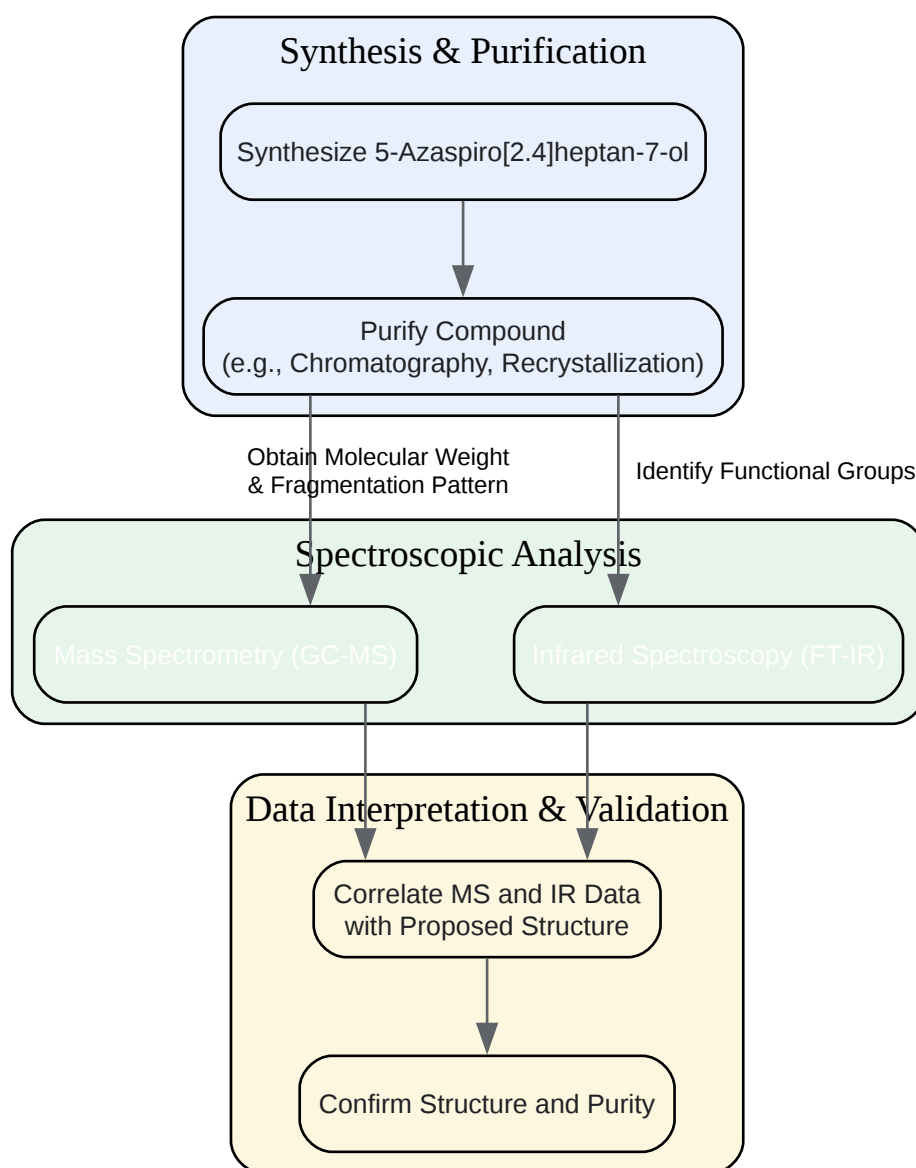 Synthesis & Purification
Synthesize 5-Azaspiro[2.4]heptan-7-ol
Purify Compound
(e.g., Chromatography, Recrystallization)
Obtain Molecular Weight
& Fragmentation Pattern
Identify Functional Groups
Spectroscopic Analysis
Mass Spectrometry (GC-MS)
Infrared Spectroscopy (FT-IR)
Data Interpretation & Validation
Correlate MS and IR Data
with Proposed Structure
Confirm Structure and Purity